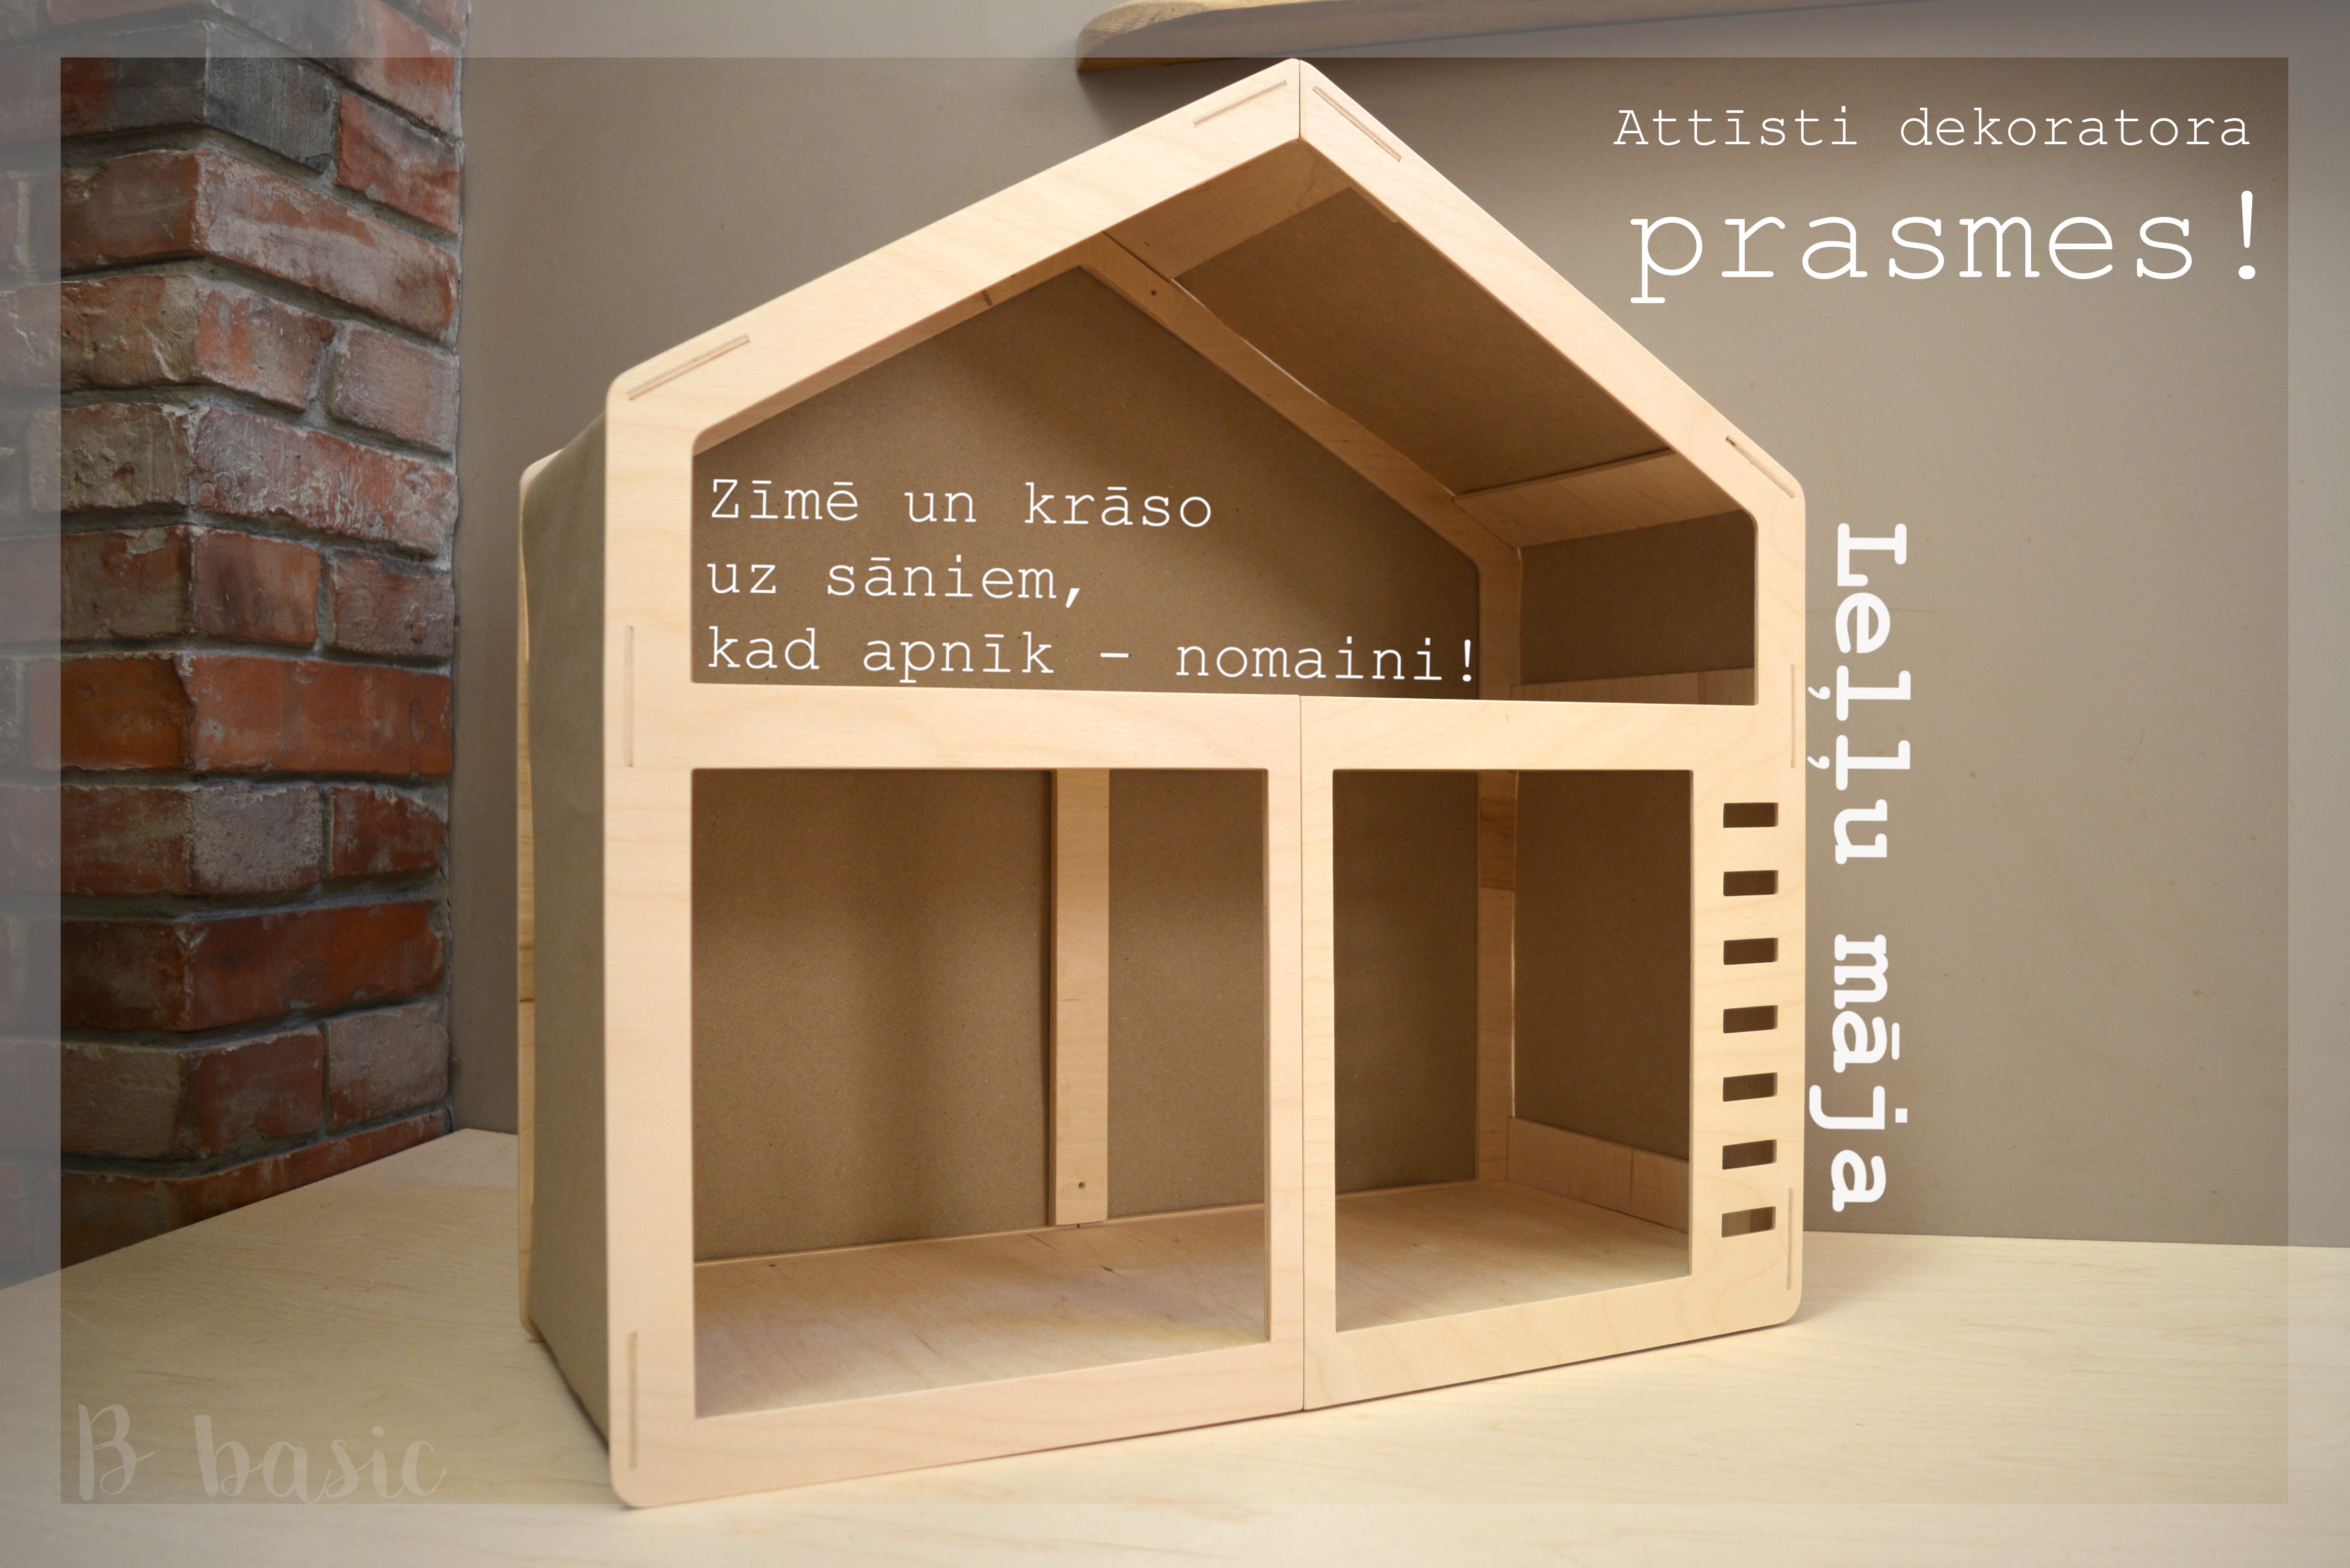 Attīsti dekoratora
prasmes!
Zīmē un krāso
uz sāniem,
kad apnīk - nomaini!
Leļļu māja
B basic